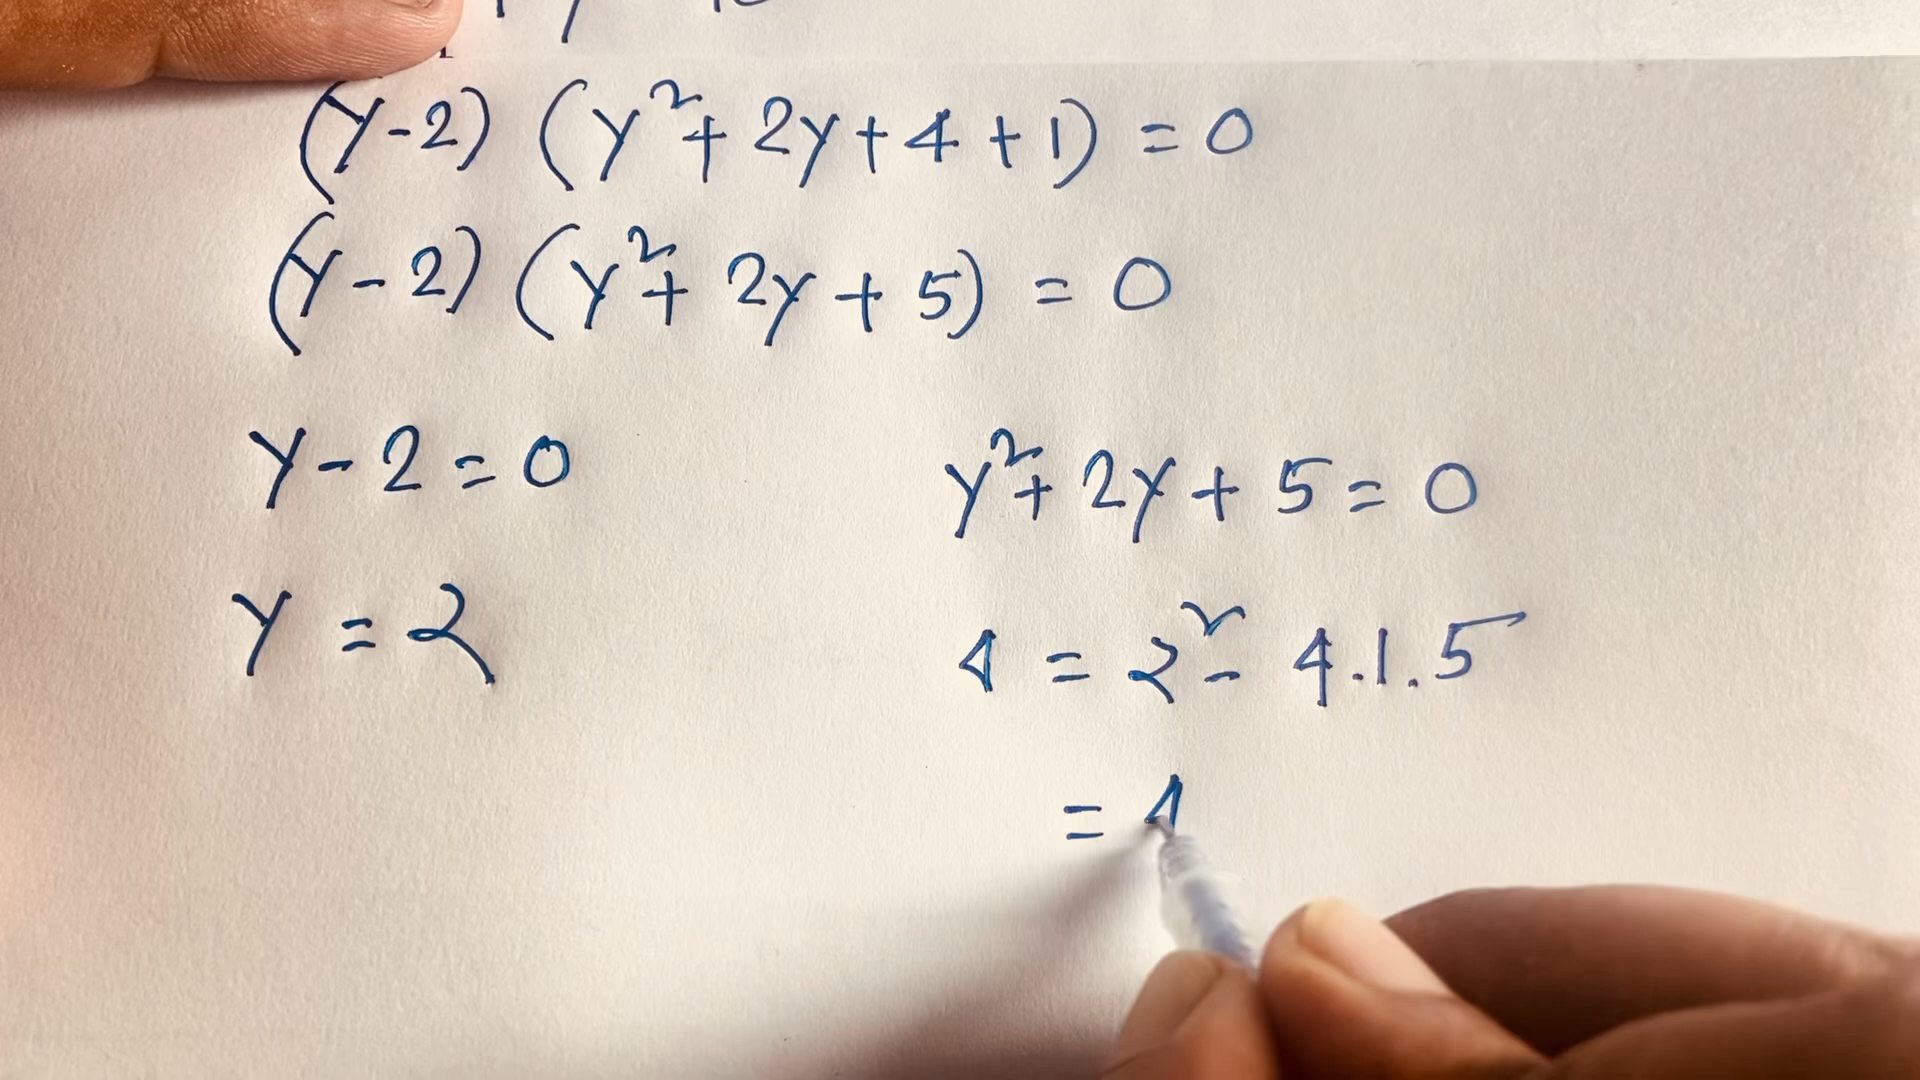 (y-2) (y²+ 2y+4+1) = 0
(y-2) (y²+ 2y + 5) = 0
y-2=0
y²+ 2y + 5 = 0
y = 2
4 = 2² - 4.1.5
= 4